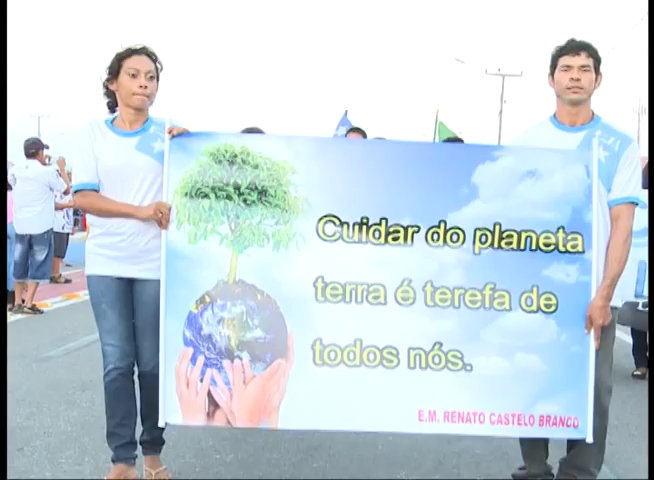 Cuidar do planeta
terra é terefa de
todos nós.
E.M. RENATO CASTELO BRANCO